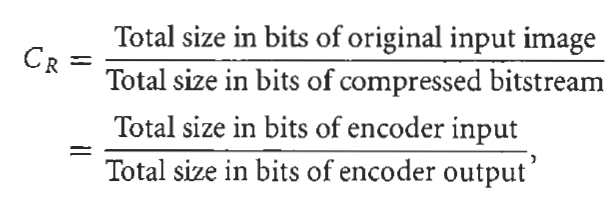 C_R = Total size in bits of original input image
Total size in bits of compressed bitstream
= Total size in bits of encoder input
Total size in bits of encoder output,